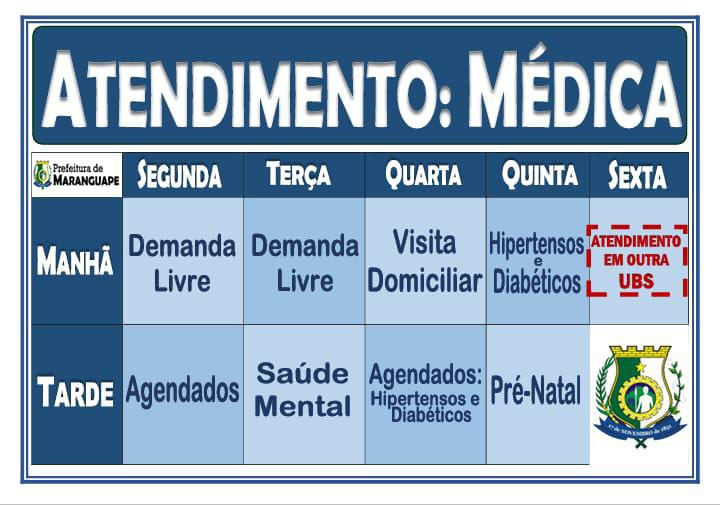 ATENDIMENTO: MÉDICA
Prefeitura de
MARANGUAPE
SEGUNDA
TERÇA
QUARTA
QUINTA
SEXTA
MANHÃ
Demanda
Livre
Demanda
Livre
Visita
Domiciliar
Hipertensos
e
Diabéticos
ATENDIMENTO
EM OUTRA
UBS
TARDE
Agendados
Saúde
Mental
Agendados:
Hipertensos e
Diabéticos
Pré-Natal
17 de NOVEMBRO de 1851